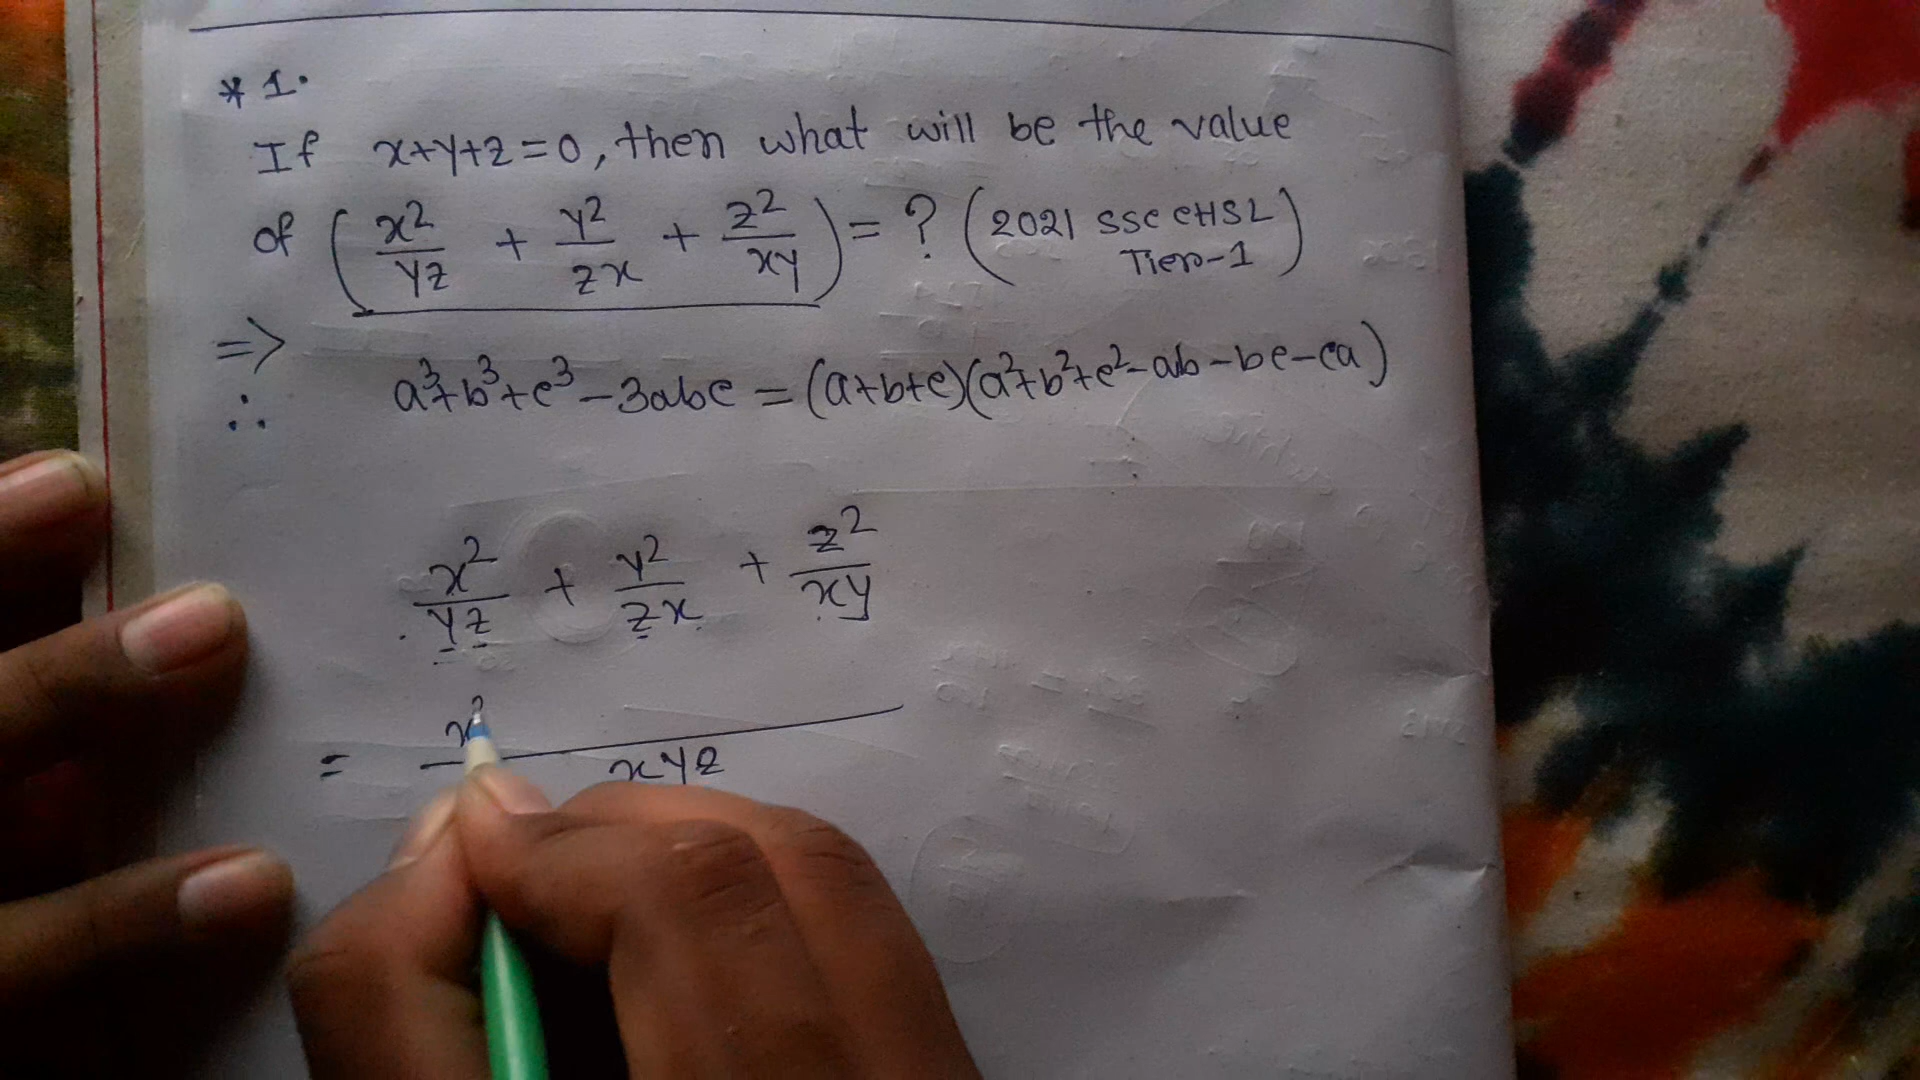 * 1.
If x+y+z=0, then what will be the value
of (x²/yz + y²/zx + z²/xy) = ? (2021 SSC CHSL Tier-1)
⇒
∴ a³+b³+c³-3abc = (a+b+c)(a²+b²+c²-ab-bc-ca)
x²/yz + y²/zx + z²/xy
= x³/xyz